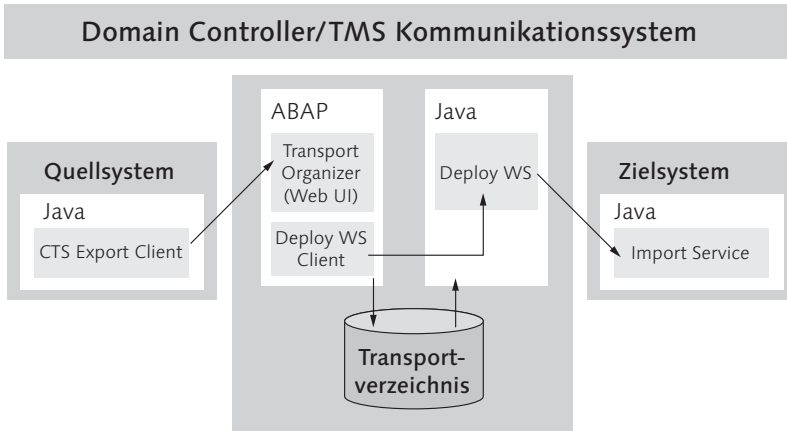 Domain Controller/TMS Kommunikationssystem
Quellsystem
Java
CTS Export Client
ABAP
Transport
Organizer
(Web UI)
Deploy WS
Client
Java
Deploy WS
Zielsystem
Java
Import Service
Transport-
verzeichnis